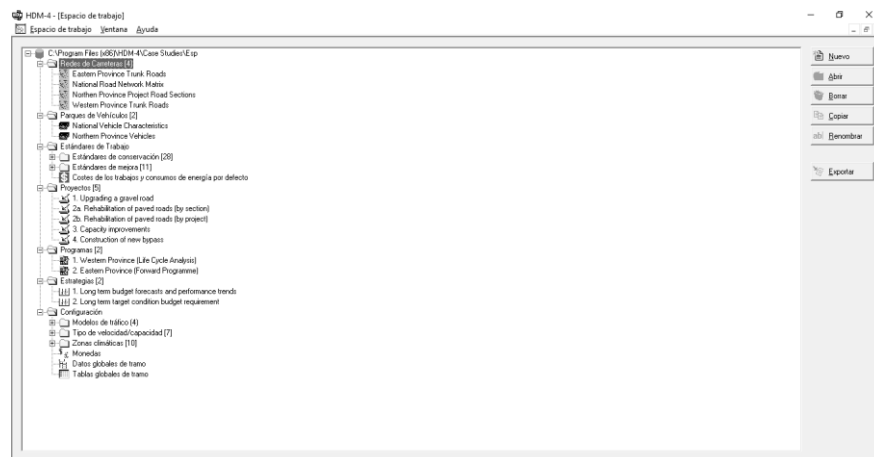 HDM-4 - [Espacio de trabajo]
Espacio de trabajo Ventana Ayuda
C:\Program Files (x86)\HDM-4\Case Studies\Esp
Redes de Carreteras [4]
Eastern Province Trunk Roads
National Road Network Matrix
Northen Province Project Road Sections
Western Province Trunk Roads
Parques de Vehículos [2]
National Vehicle Characteristics
Northern Province Vehicles
Estándares de Trabajo
Estándares de conservación [28]
Estándares de mejora [11]
Costes de los trabajos y consumos de energía por defecto
Proyectos [5]
1. Upgrading a gravel road
2a. Rehabilitation of paved roads (by section)
2b. Rehabilitation of paved roads (by project)
3. Capacity improvements
4. Construction of new bypass
Programas [2]
1. Western Province (Life Cycle Analysis)
2. Eastern Province (Forward Programme)
Estrategias [2]
1. Long term budget forecasts and performance trends
2. Long term target condition budget requirement
Configuración
Modelos de tráfico (4)
Tipo de velocidad/capacidad [7]
Zonas climáticas [10]
Monedas
Datos globales de tramo
Tablas globales de tramo
Nuevo
Abrir
Borrar
Copiar
Renombrar
Exportar